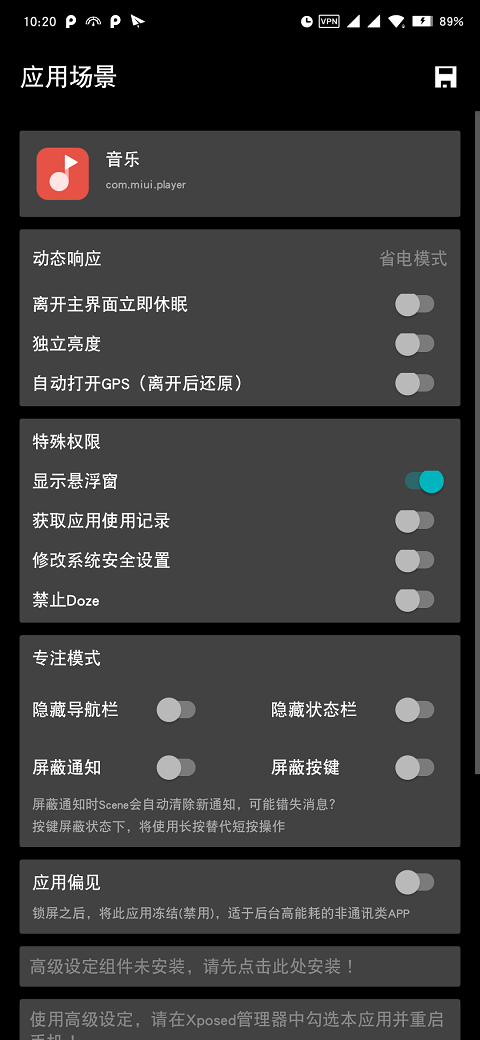 10:20 VPN 89%
应用场景
音乐
com.miui.player
动态响应 省电模式
离开主界面立即休眠
独立亮度
自动打开GPS（离开后还原）
特殊权限
显示悬浮窗
获取应用使用记录
修改系统安全设置
禁止Doze
专注模式
隐藏导航栏 隐藏状态栏
屏蔽通知 屏蔽按键
屏蔽通知时Scene会自动清除新通知，可能错失消息？
按键屏蔽状态下，将使用长按替代短按操作
应用偏见
锁屏之后，将此应用冻结(禁用)，适于后台高能耗的非通讯类APP
高级设定组件未安装，请先点击此处安装！
使用高级设定，请在Xposed管理器中勾选本应用并重启
手机！